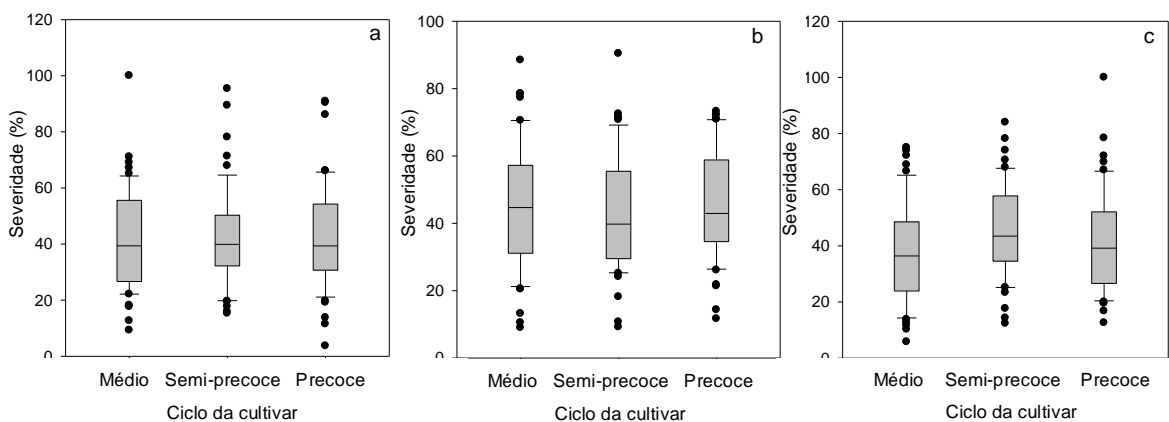 a
120
100
80
60
40
20
0
Severidade (%)
Médio Semi-precoce Precoce
Ciclo da cultivar
b
100
80
60
40
20
0
Severidade (%)
Médio Semi-precoce Precoce
Ciclo da cultivar
c
120
100
80
60
40
20
0
Severidade (%)
Médio Semi-precoce Precoce
Ciclo da cultivar